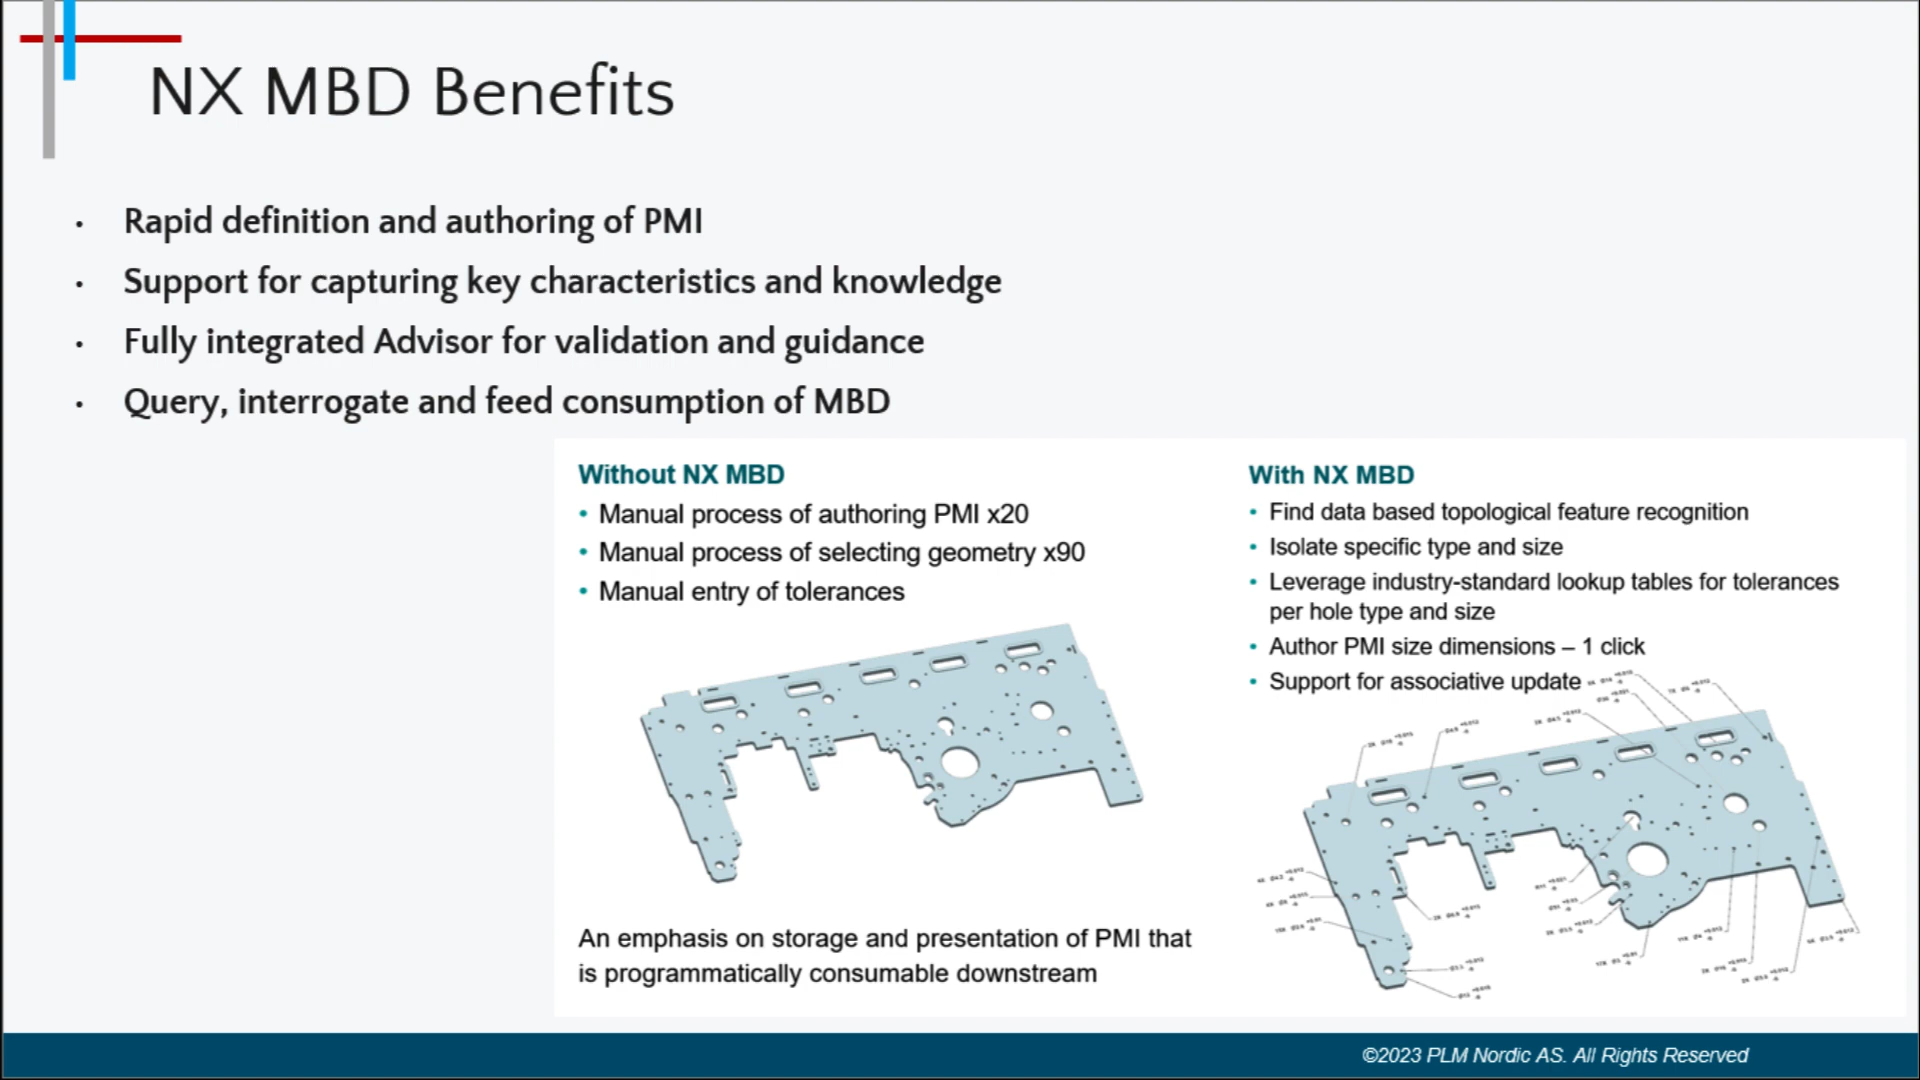 NX MBD Benefits
• Rapid definition and authoring of PMI
• Support for capturing key characteristics and knowledge
• Fully integrated Advisor for validation and guidance
• Query, interrogate and feed consumption of MBD
Without NX MBD
• Manual process of authoring PMI x20
• Manual process of selecting geometry x90
• Manual entry of tolerances
An emphasis on storage and presentation of PMI that
is programmatically consumable downstream
With NX MBD
• Find data based topological feature recognition
• Isolate specific type and size
• Leverage industry-standard lookup tables for tolerances
per hole type and size
• Author PMI size dimensions – 1 click
• Support for associative update
©2023 PLM Nordic AS. All Rights Reserved